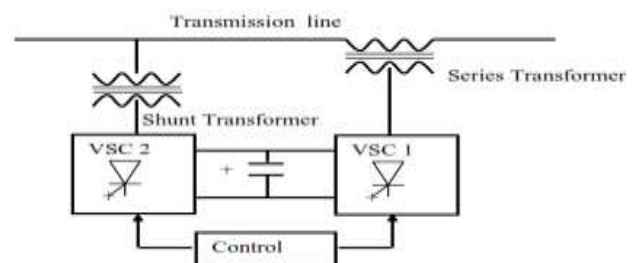 Transmission line
Series Transformer
Shunt Transformer
VSC 2
VSC 1
+
Control